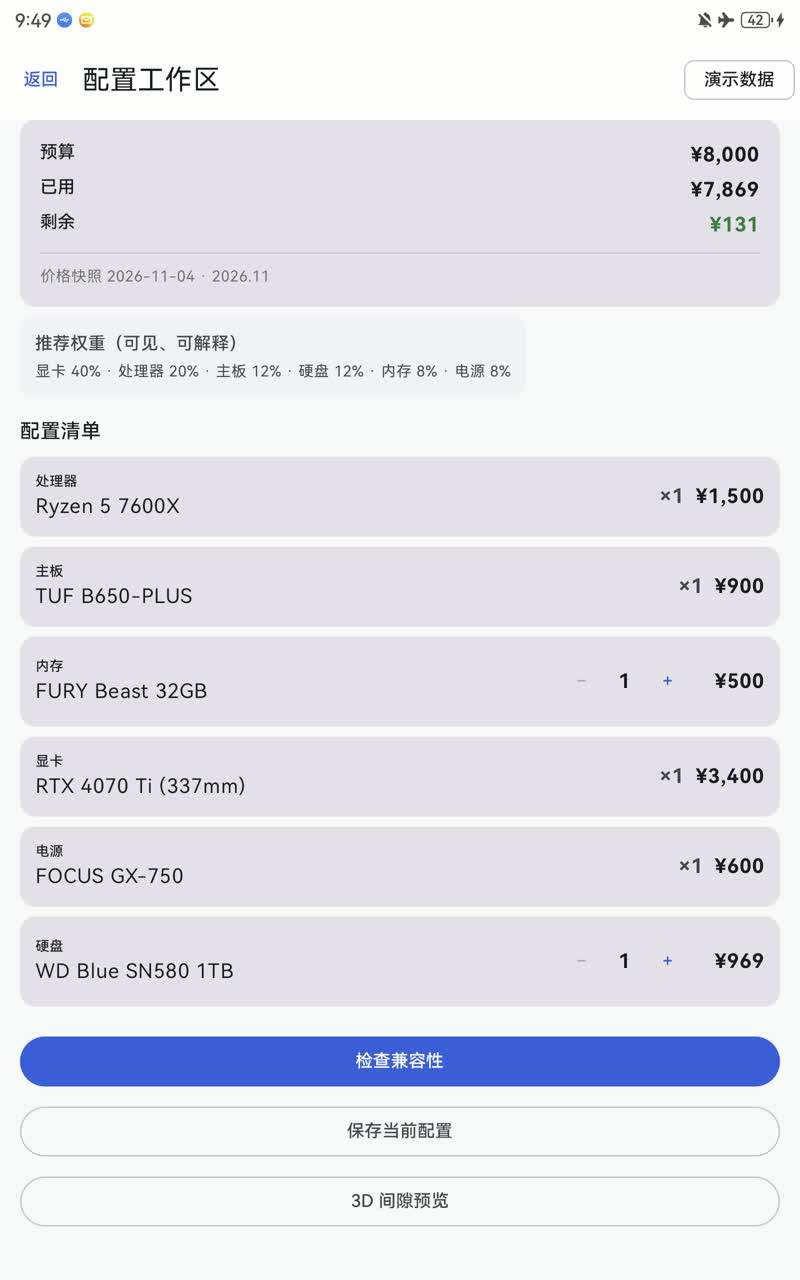 9:49
42
返回 配置工作区 演示数据
预算 ¥8,000
已用 ¥7,869
剩余 ¥131
价格快照 2026-11-04 · 2026.11
推荐权重（可见、可解释）
显卡 40% · 处理器 20% · 主板 12% · 硬盘 12% · 内存 8% · 电源 8%
配置清单
处理器
Ryzen 5 7600X ×1 ¥1,500
主板
TUF B650-PLUS ×1 ¥900
内存
FURY Beast 32GB − 1 + ¥500
显卡
RTX 4070 Ti (337mm) ×1 ¥3,400
电源
FOCUS GX-750 ×1 ¥600
硬盘
WD Blue SN580 1TB − 1 + ¥969
检查兼容性
保存当前配置
3D 间隙预览